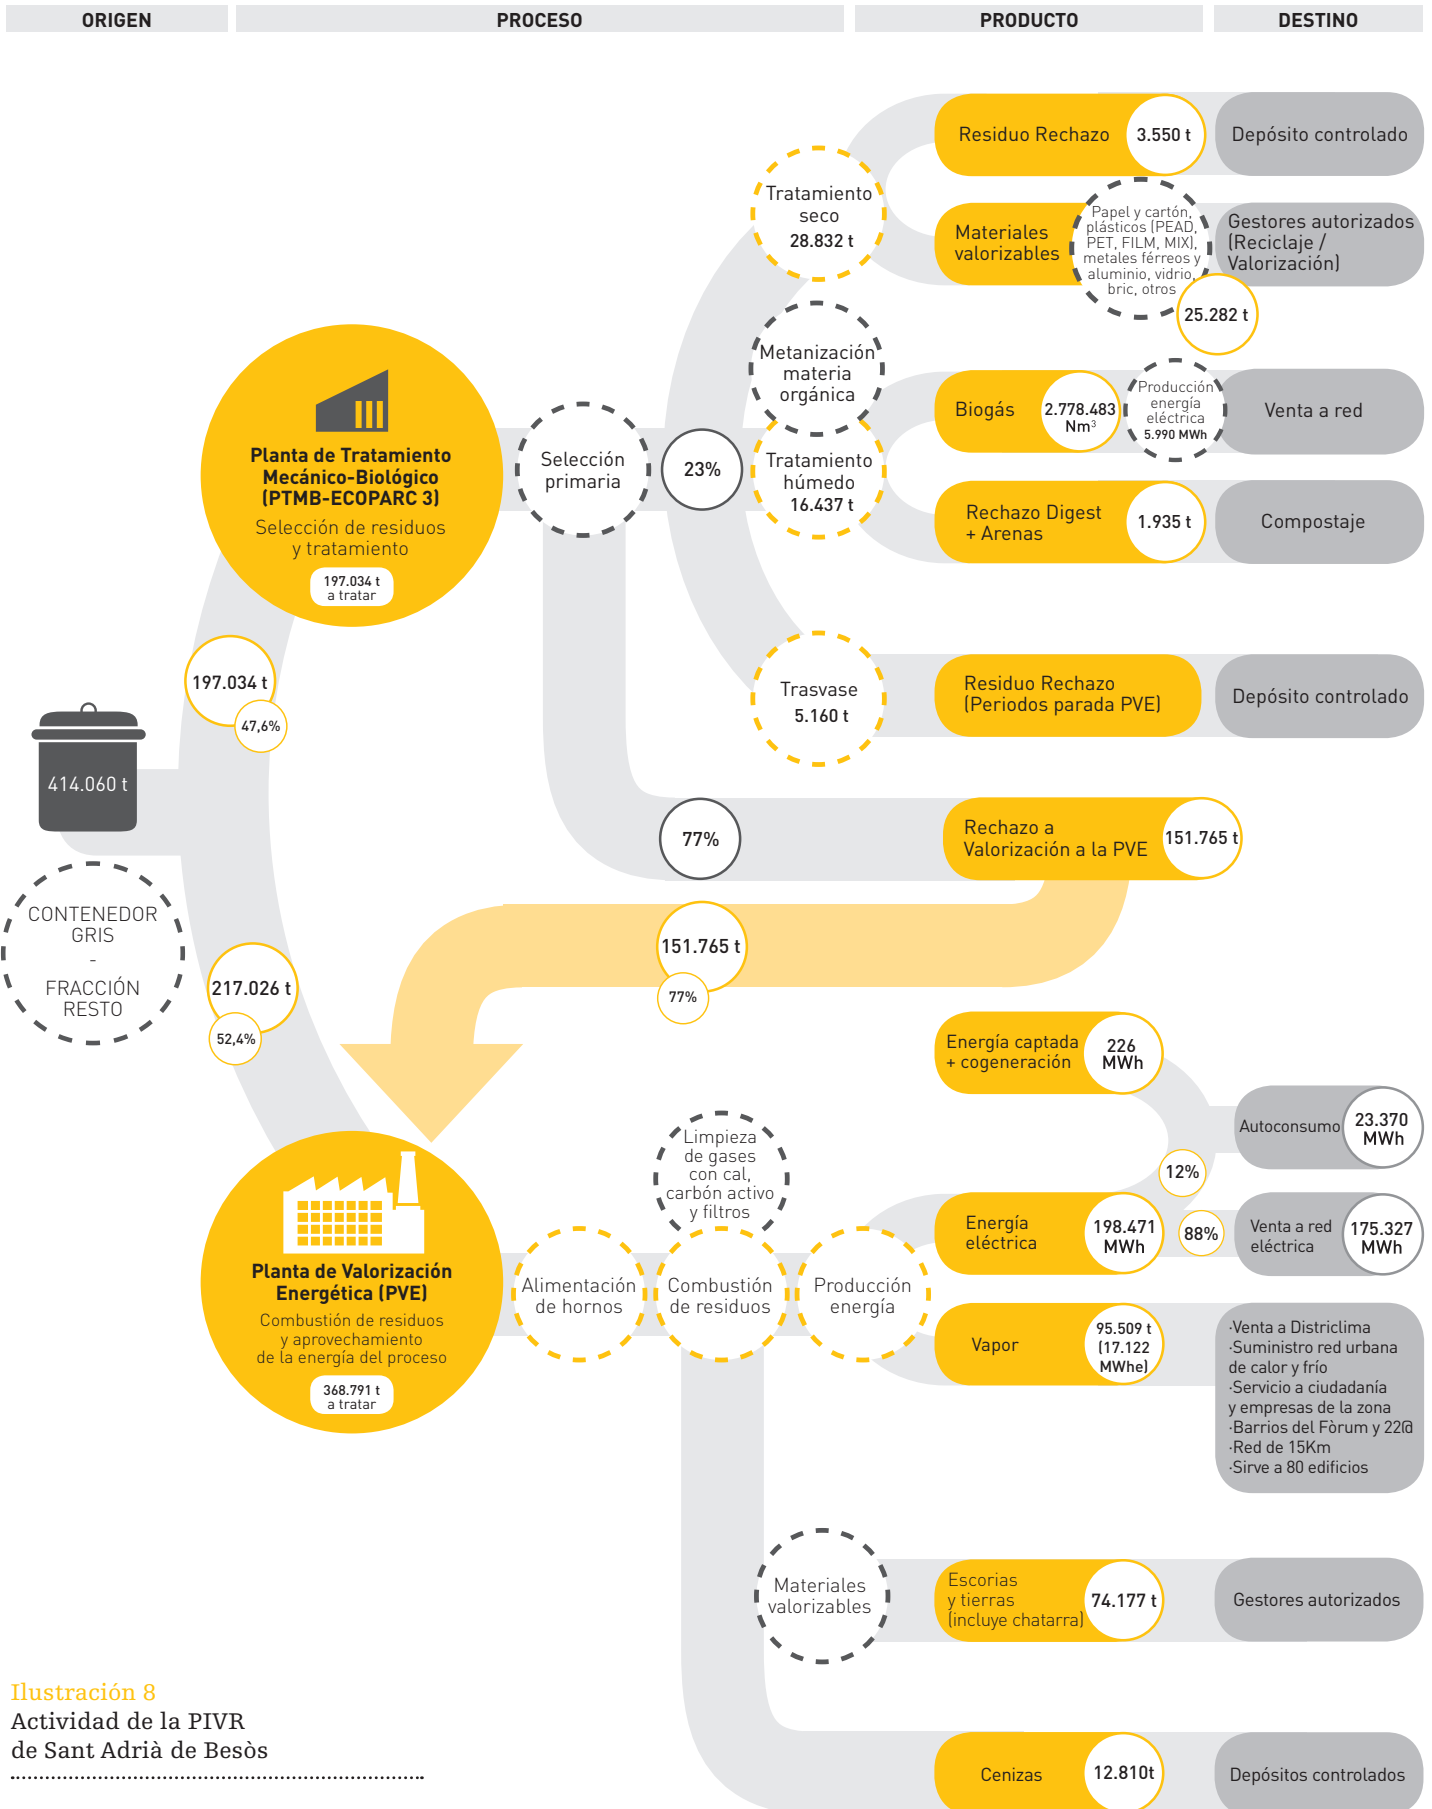 ORIGEN
PROCESO
PRODUCTO
DESTINO
Residuo Rechazo
3.550 t
Depósito controlado
Tratamiento
seco
28.832 t
Materiales
valorizables
Papel y cartón,
plásticos (PEAD,
PET, FILM, MIX),
metales férreos y
aluminio, vidrio,
bric, otros
25.282 t
Gestores autorizados
(Reciclaje /
Valorización)
Planta de Tratamiento
Mecánico-Biológico
(PTMB-ECOPARC 3)
Selección de residuos
y tratamiento
197.034 t
a tratar
Selección
primaria
23%
Metanización
materia
orgánica
Tratamiento
húmedo
16.437 t
Biogás
2.778.483
Nm³
Producción
energía
eléctrica
5.990 MWh
Venta a red
Rechazo Digest
+ Arenas
1.935 t
Compostaje
Trasvase
5.160 t
Residuo Rechazo
(Periodos parada PVE)
Depósito controlado
197.034 t
47,6%
414.060 t
CONTENEDOR
GRIS
-
FRACCIÓN
RESTO
217.026 t
52,4%
77%
Rechazo a
Valorización a la PVE
151.765 t
151.765 t
77%
Energía captada
+ cogeneración
226
MWh
Autoconsumo
23.370
MWh
12%
Planta de Valorización
Energética (PVE)
Combustión de residuos
y aprovechamiento
de la energía del proceso
368.791 t
a tratar
Alimentación
de hornos
Limpieza
de gases
con cal,
carbón activo
y filtros
Combustión
de residuos
Producción
energía
Energía
eléctrica
198.471
MWh
88%
Venta a red
eléctrica
175.327
MWh
Vapor
95.509 t
(17.122
MWhe)
·Venta a Districlima
·Suministro red urbana
de calor y frío
·Servicio a ciudadanía
y empresas de la zona
·Barrios del Fòrum y 22@
·Red de 15Km
·Sirve a 80 edificios
Materiales
valorizables
Escorias
y tierras
(incluye chatarra)
74.177 t
Gestores autorizados
Cenizas
12.810t
Depósitos controlados
Ilustración 8
Actividad de la PIVR
de Sant Adrià de Besòs